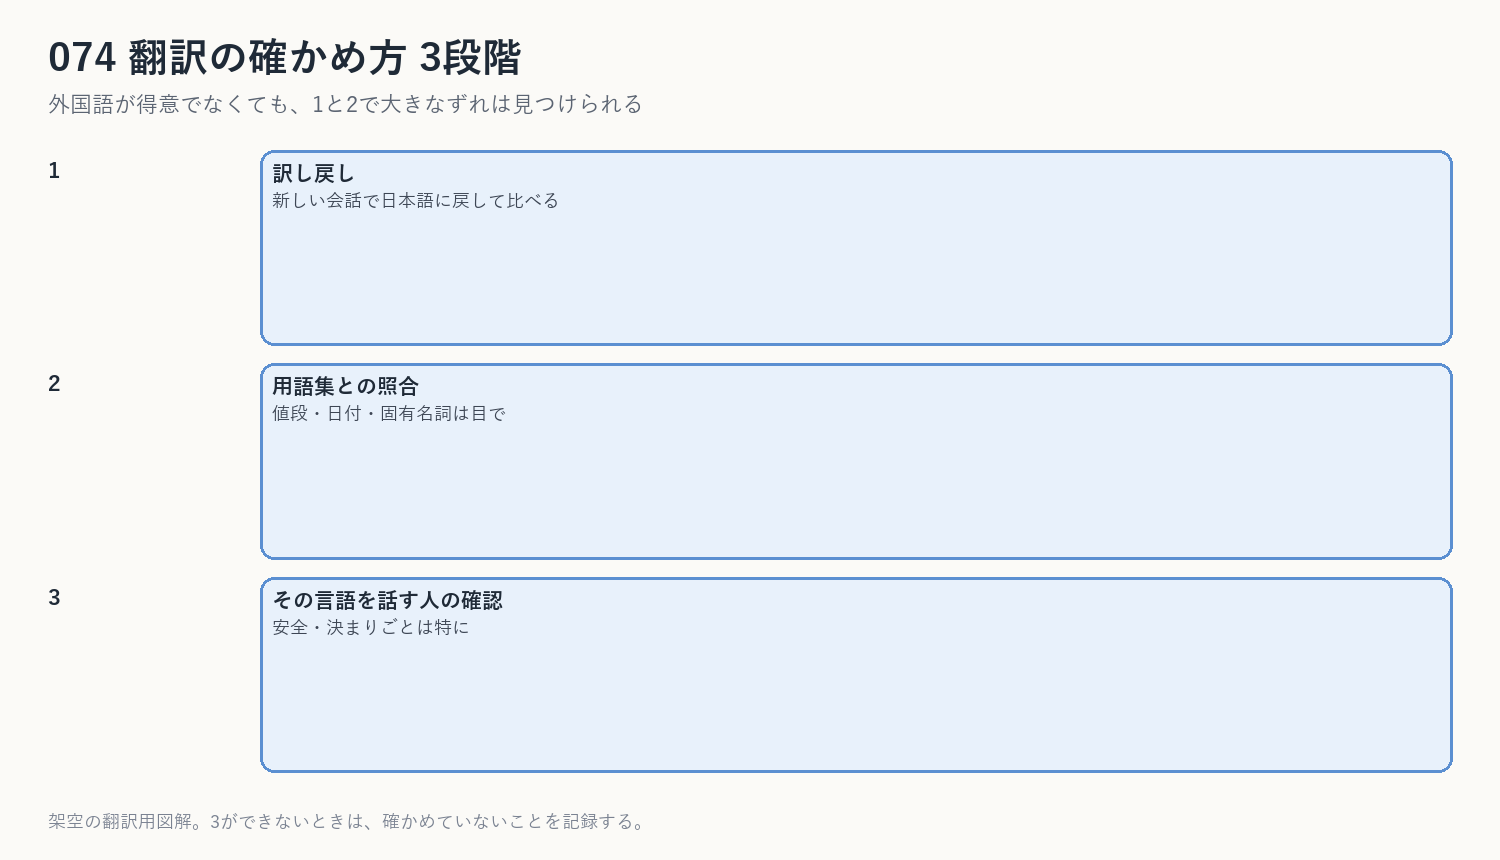 074 翻訳の確かめ方 3段階
外国語が得意でなくても、1と2で大きなずれは見つけられる
1
訳し戻し
新しい会話で日本語に戻して比べる
2
用語集との照合
値段・日付・固有名詞は目で
3
その言語を話す人の確認
安全・決まりごとは特に
架空の翻訳用図解。3ができないときは、確かめていないことを記録する。